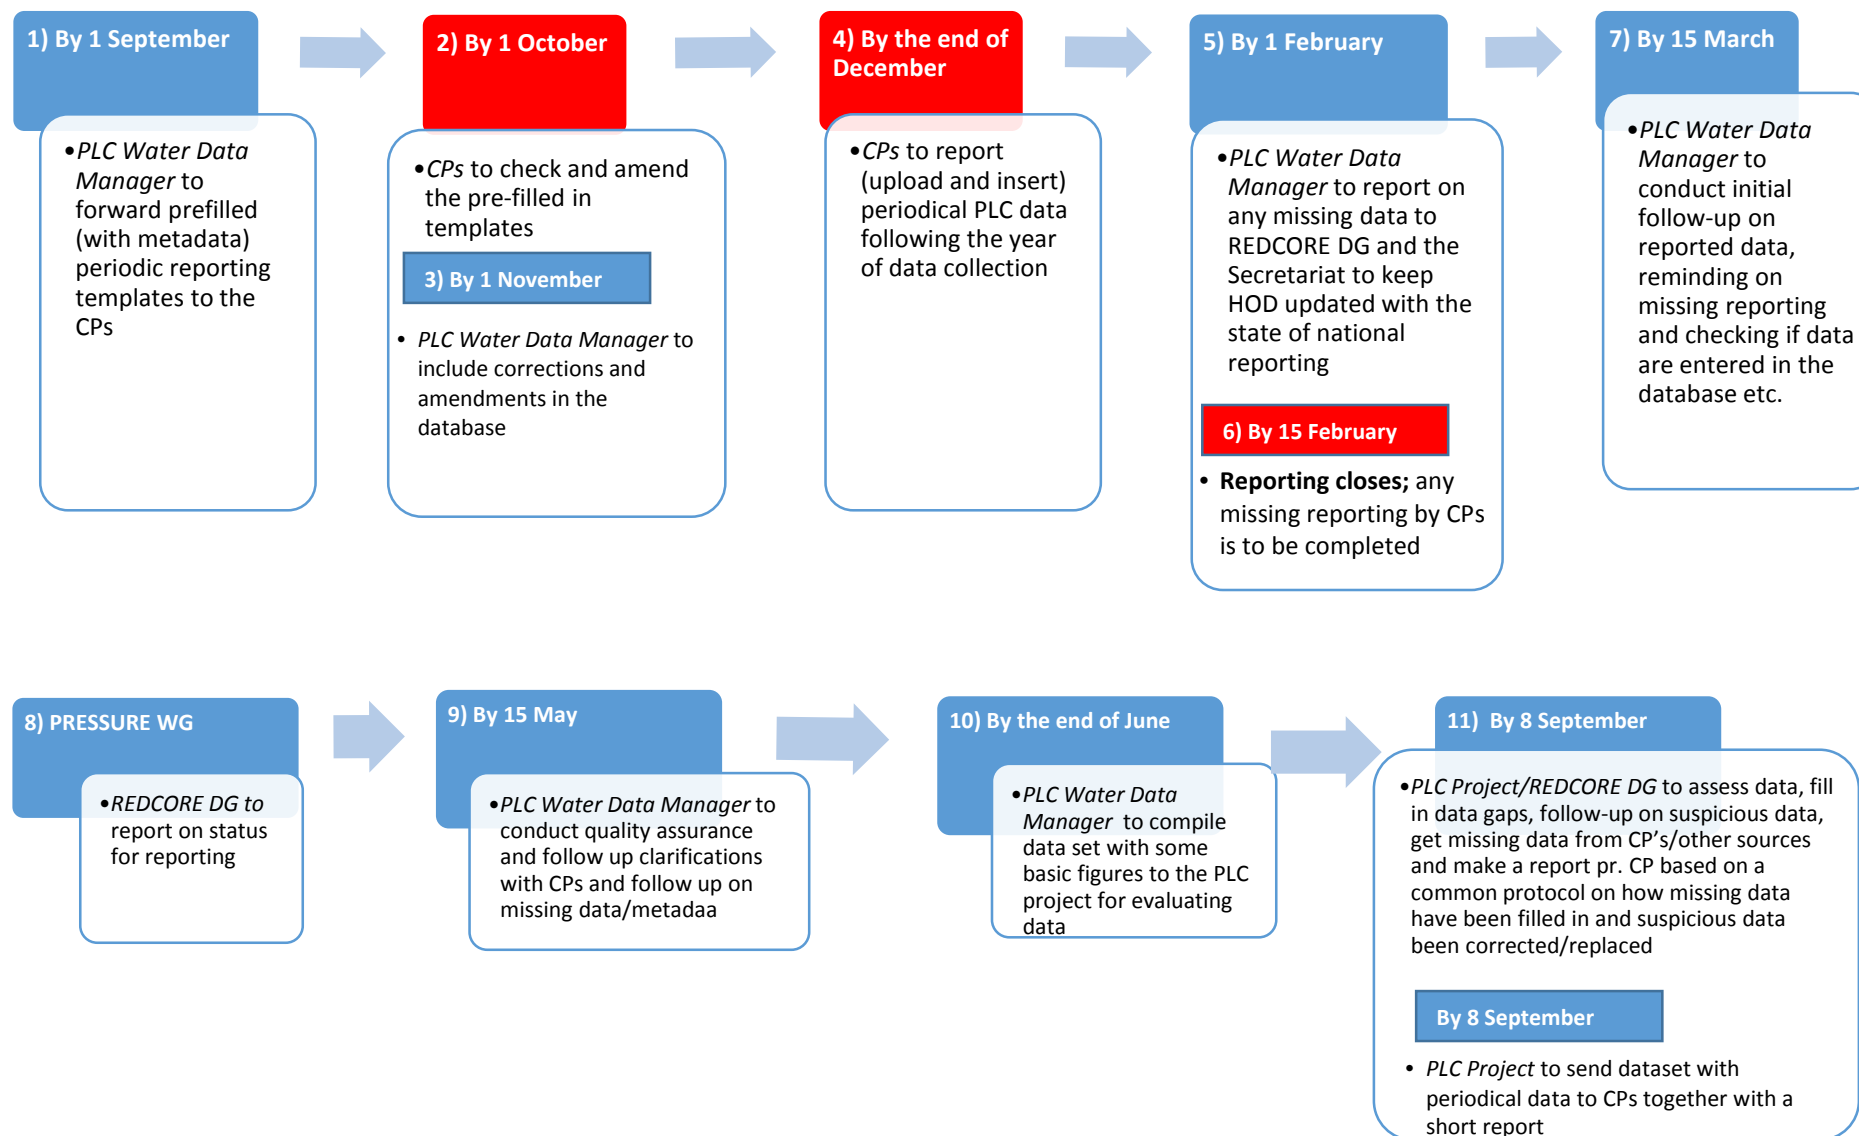 1) By 1 September
•PLC Water Data
Manager to
forward prefilled
(with metadata)
periodic reporting
templates to the
CPs
2) By 1 October
•CPs to check and amend
the pre-filled in
templates
3) By 1 November
• PLC Water Data Manager to
include corrections and
amendments in the
database
4) By the end of
December
•CPs to report
(upload and insert)
periodical PLC data
following the year
of data collection
5) By 1 February
•PLC Water Data
Manager to report on
any missing data to
REDCORE DG and the
Secretariat to keep
HOD updated with the
state of national
reporting
6) By 15 February
• Reporting closes; any
missing reporting by CPs
is to be completed
7) By 15 March
•PLC Water Data
Manager to
conduct initial
follow-up on
reported data,
reminding on
missing reporting
and checking if data
are entered in the
database etc.
8) PRESSURE WG
•REDCORE DG to
report on status
for reporting
9) By 15 May
•PLC Water Data Manager to
conduct quality assurance
and follow up clarifications
with CPs and follow up on
missing data/metadaa
10) By the end of June
•PLC Water Data
Manager to compile
data set with some
basic figures to the PLC
project for evaluating
data
11) By 8 September
•PLC Project/REDCORE DG to assess data, fill
in data gaps, follow-up on suspicious data,
get missing data from CP's/other sources
and make a report pr. CP based on a
common protocol on how missing data
have been filled in and suspicious data
been corrected/replaced
By 8 September
• PLC Project to send dataset with
periodical data to CPs together with a
short report